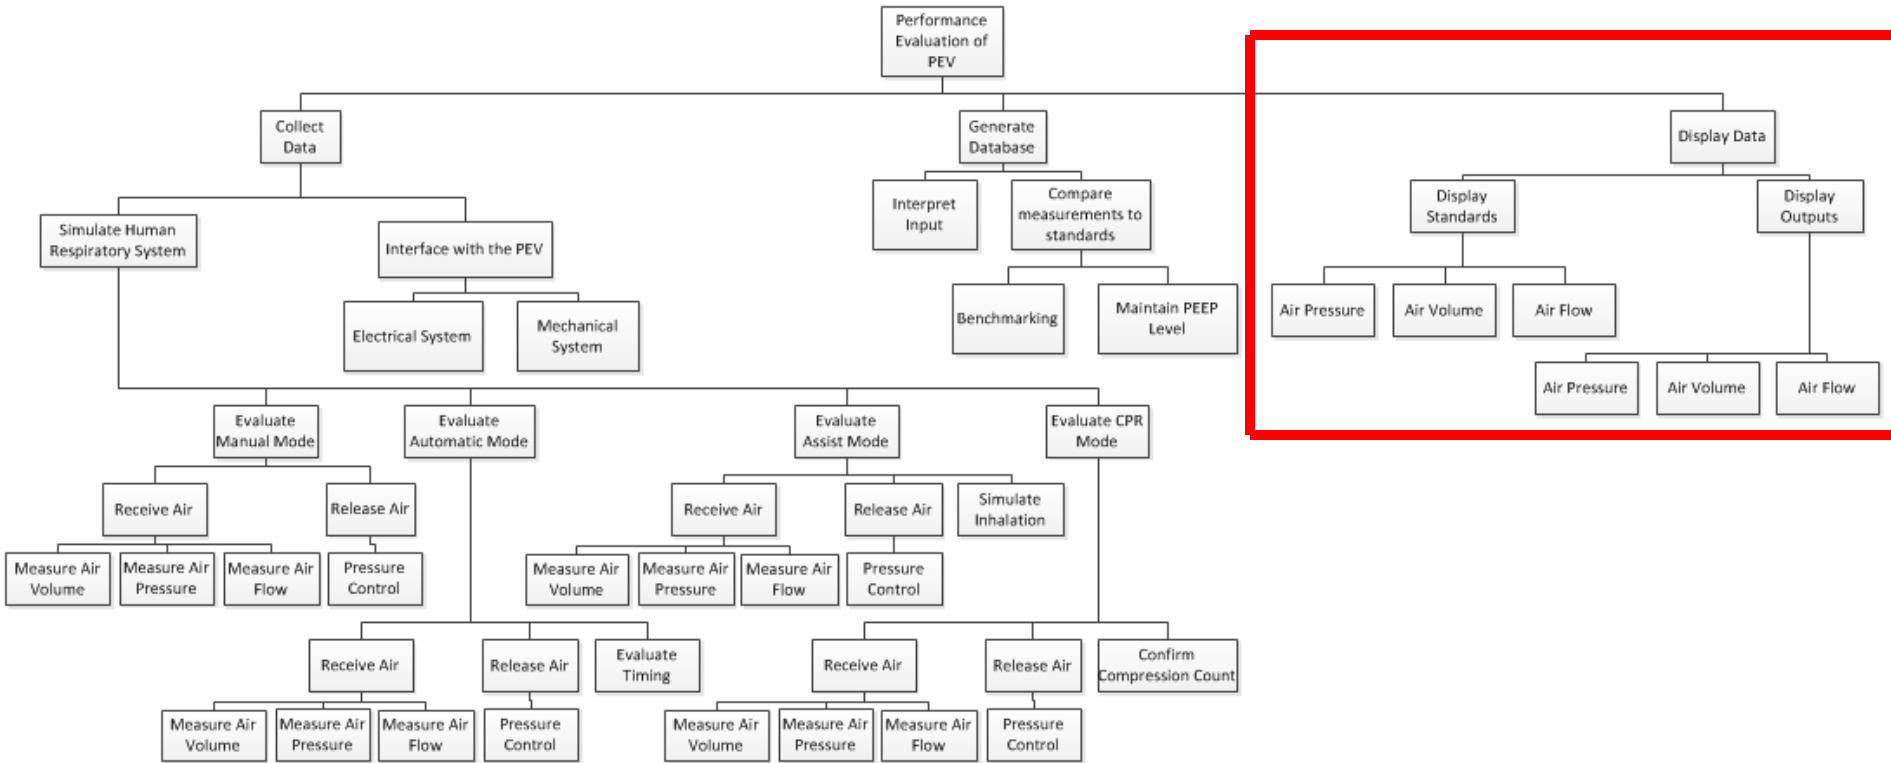 Performance
Evaluation of
PEV
Collect
Data
Generate
Database
Display Data
Simulate Human
Respiratory System
Interface with the PEV
Interpret
Input
Compare
measurements to
standards
Display
Standards
Display
Outputs
Electrical System
Mechanical
System
Benchmarking
Maintain PEEP
Level
Air Pressure
Air Volume
Air Flow
Air Pressure
Air Volume
Air Flow
Evaluate
Manual Mode
Evaluate
Automatic Mode
Evaluate
Assist Mode
Evaluate CPR
Mode
Receive Air
Release Air
Receive Air
Release Air
Simulate
Inhalation
Measure Air
Volume
Measure Air
Pressure
Measure Air
Flow
Pressure
Control
Measure Air
Volume
Measure Air
Pressure
Measure Air
Flow
Pressure
Control
Receive Air
Release Air
Evaluate
Timing
Receive Air
Release Air
Confirm
Compression Count
Measure Air
Volume
Measure Air
Pressure
Measure Air
Flow
Pressure
Control
Measure Air
Volume
Measure Air
Pressure
Measure Air
Flow
Pressure
Control